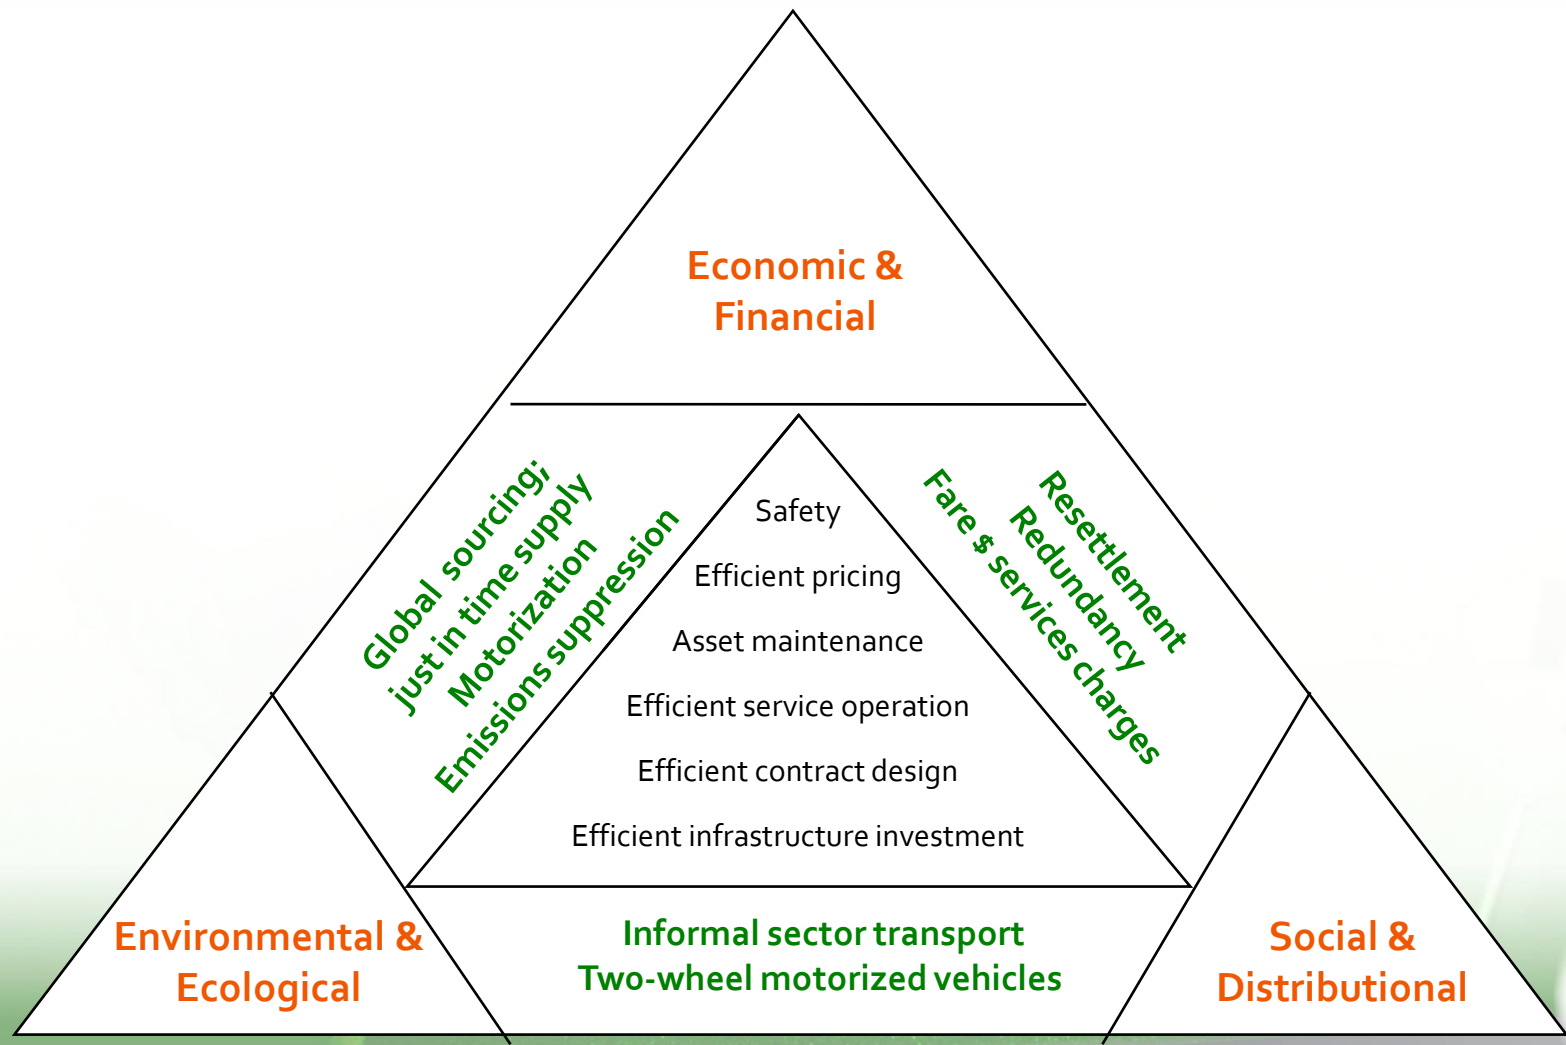 Economic &
Financial
Global sourcing;
just in time supply
Motorization
Emissions suppression
Safety
Efficient pricing
Asset maintenance
Efficient service operation
Efficient contract design
Efficient infrastructure investment
Resettlement
Redundancy
Fare $ services charges
Environmental &
Ecological
Informal sector transport
Two-wheel motorized vehicles
Social &
Distributional